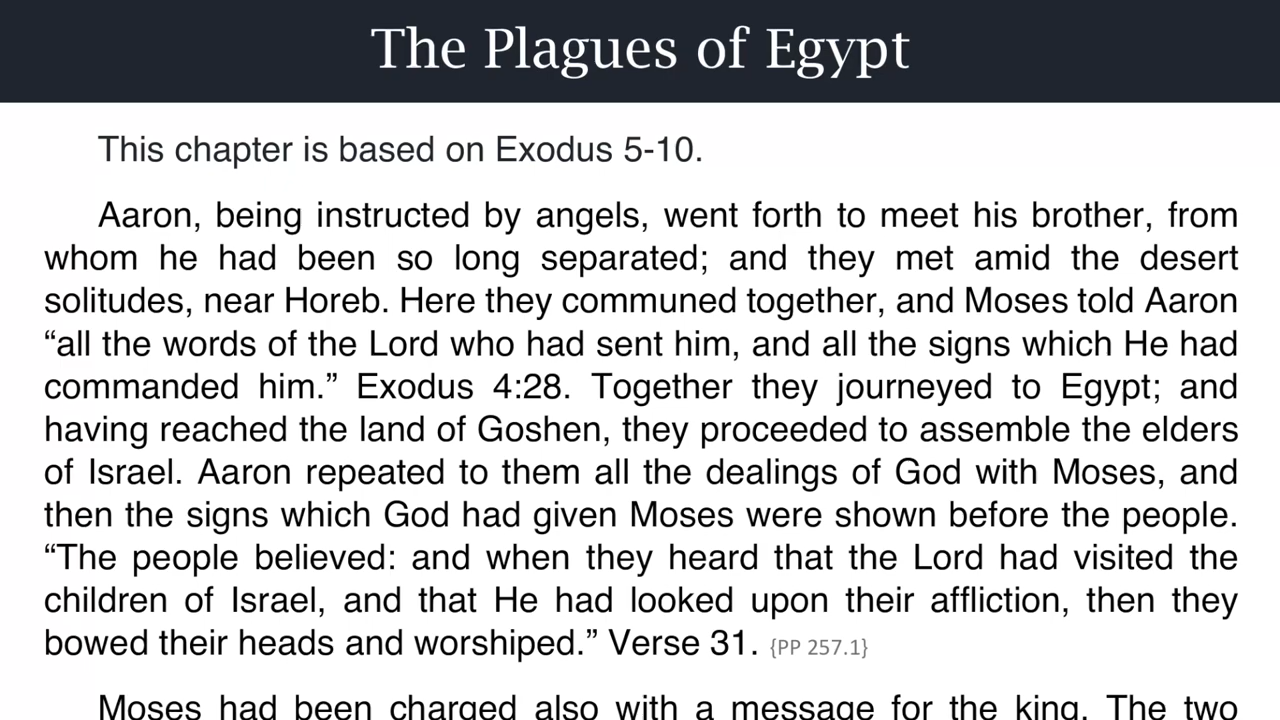 The Plagues of Egypt
This chapter is based on Exodus 5-10.
Aaron, being instructed by angels, went forth to meet his brother, from
whom he had been so long separated; and they met amid the desert
solitudes, near Horeb. Here they communed together, and Moses told Aaron
“all the words of the Lord who had sent him, and all the signs which He had
commanded him.” Exodus 4:28. Together they journeyed to Egypt; and
having reached the land of Goshen, they proceeded to assemble the elders
of Israel. Aaron repeated to them all the dealings of God with Moses, and
then the signs which God had given Moses were shown before the people.
“The people believed: and when they heard that the Lord had visited the
children of Israel, and that He had looked upon their affliction, then they
bowed their heads and worshiped.” Verse 31. {PP 257.1}
Moses had been charged also with a message for the king. The two